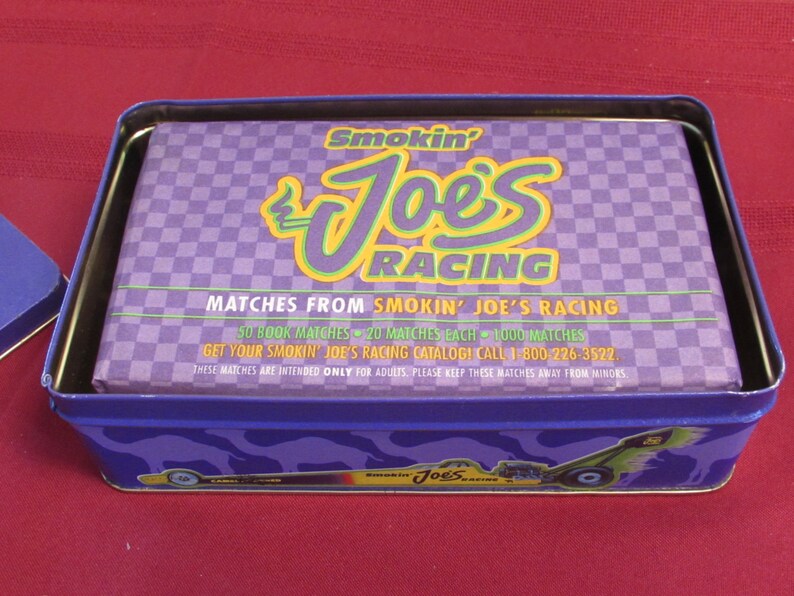 Smokin'
Joe's
RACING
MATCHES FROM SMOKIN' JOE'S RACING
50 BOOK MATCHES • 20 MATCHES EACH • 1000 MATCHES
GET YOUR SMOKIN' JOE'S RACING CATALOG! CALL 1-800-226-3522.
THESE MATCHES ARE INTENDED ONLY FOR ADULTS. PLEASE KEEP THESE MATCHES AWAY FROM MINORS.
Smokin' Joe's RACING